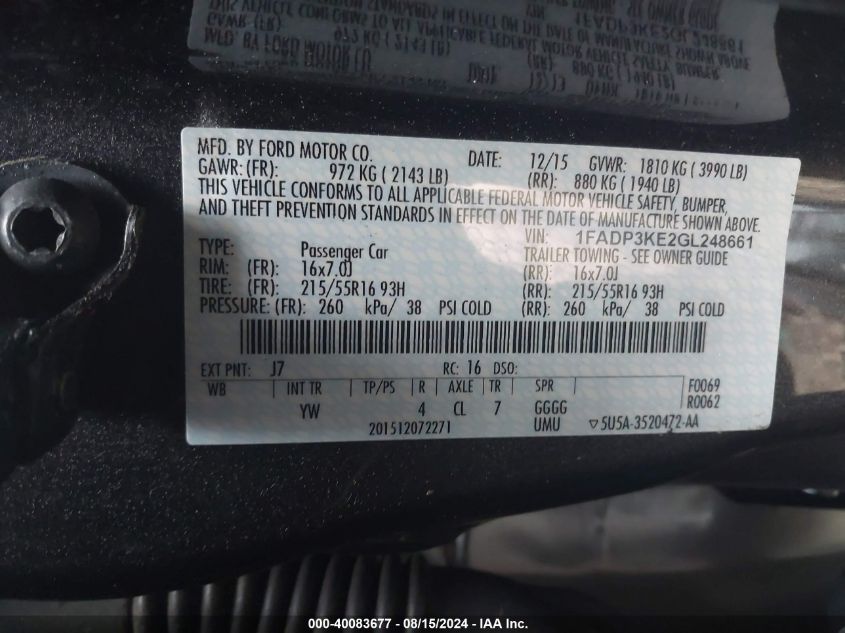 MFD. BY FORD MOTOR CO. DATE: 12/15 GVWR: 1810 KG ( 3990 LB)
GAWR: (FR): 972 KG ( 2143 LB) (RR): 880 KG ( 1940 LB)
THIS VEHICLE CONFORMS TO ALL APPLICABLE FEDERAL MOTOR VEHICLE SAFETY, BUMPER,
AND THEFT PREVENTION STANDARDS IN EFFECT ON THE DATE OF MANUFACTURE SHOWN ABOVE.
VIN: 1FADP3KE2GL248661
TYPE: Passenger Car TRAILER TOWING - SEE OWNER GUIDE
RIM: (FR): 16x7.0J (RR): 16x7.0J
TIRE: (FR): 215/55R16 93H (RR): 215/55R16 93H
PRESSURE: (FR): 260 kPa/ 38 PSI COLD (RR): 260 kPa/ 38 PSI COLD
EXT PNT: J7 RC: 16 DSO:
WB INT TR TP/PS R AXLE TR SPR F0069
YW 4 CL 7 GGGG R0062
201512072271 UMU ▽5U5A-3520472-AA
000-40083677 - 08/15/2024 - IAA Inc.